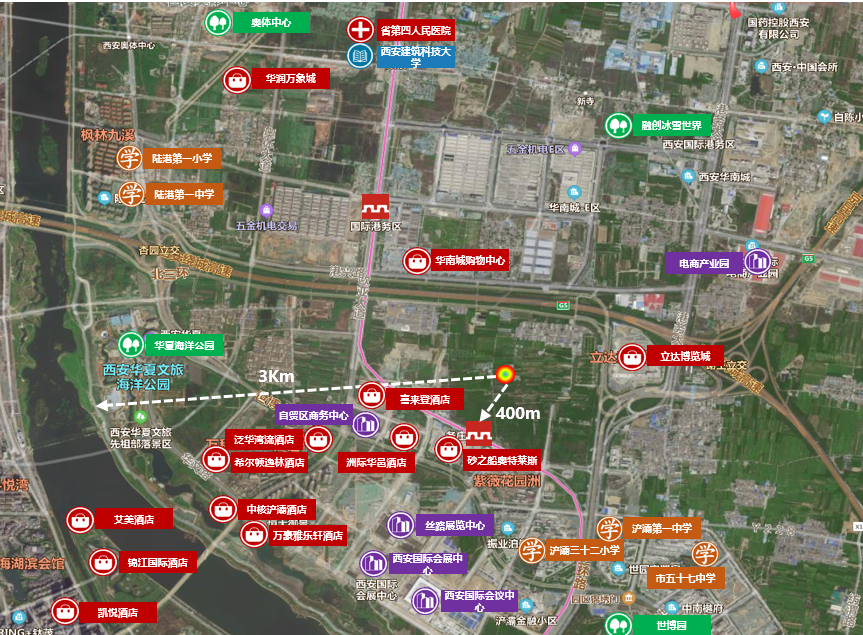 奥体中心
省第四人民医院
西安建筑科技大
学
国药控股西安
有限公司
西安奥体中心
西安·中国会所
华润万象城
新寺
融创冰雪世界
白陈小
枫林九溪
西安国际港务区
五金机电E区
陆港第一小学
陆港第一中学
西安华南城
华南城-E区
五金机电交易
国际港务区
杏园立交
北三环
华南城购物中心
电商产业园
G5
G5
华夏海洋公园
西安华夏文旅
海洋公园
立达
立达博览城
3Km
喜来登酒店
400m
自贸区商务中心
西安华夏文旅
先祖部落景区
泛华湾流酒店
希尔顿逸林酒店
洲际华邑酒店
砂之船奥特莱斯
紫薇花园洲
艾美酒店
中核浐灞酒店
万豪雅乐轩酒店
丝路展览中心
浐灞第一中学
浐灞三十二小学
锦江国际酒店
西安国际会展中
心
西安国际
会展中心
市五十七中学
海湖滨会馆
西安国际会议中
心
凯悦酒店
中南樾府
浐灞金融小区
世博园